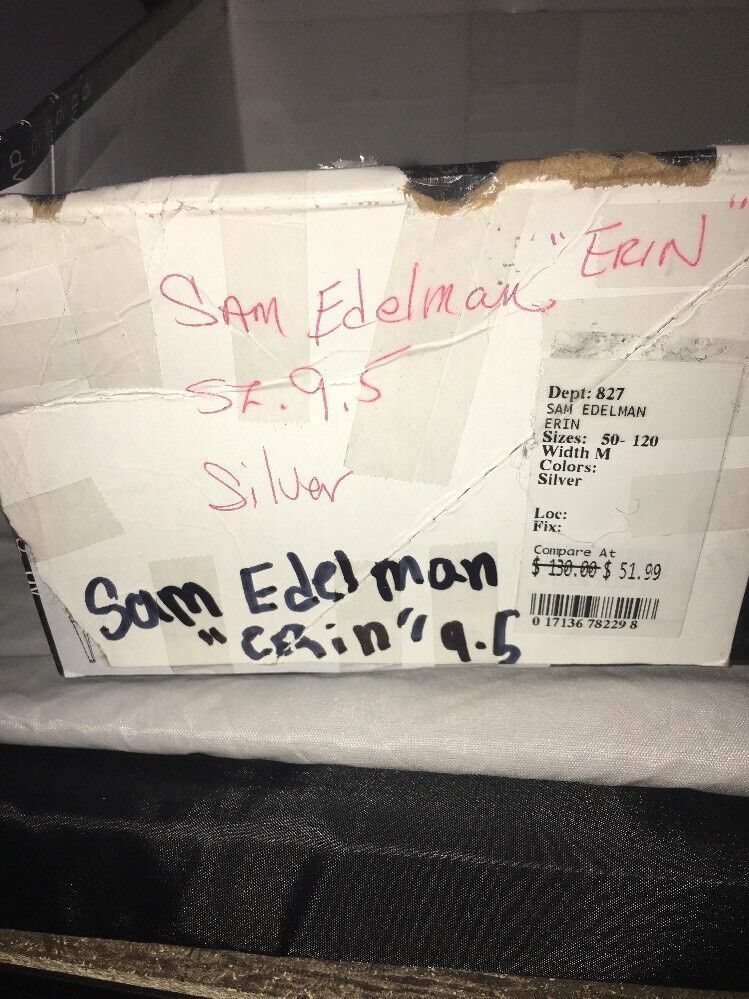 Sam Edelman "ERIN"
SZ. 9.5
Silver
Dept: 827
SAM EDELMAN
ERIN
Sizes: 50- 120
Width M
Colors:
Silver
Loc:
Fix:
Compare At
$ 130.00 $ 51.99
0 17136 78229 8
Sam Edelman
"ERin" 9.5